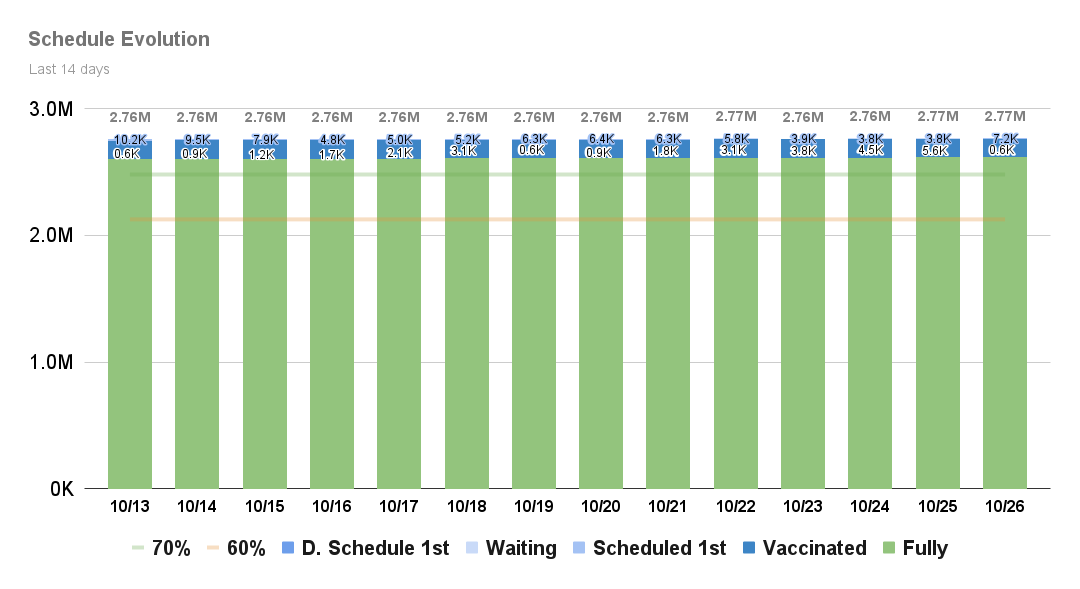 Schedule Evolution
Last 14 days
3.0M
2.76M 2.76M 2.76M 2.76M 2.76M 2.76M 2.76M 2.76M 2.76M 2.77M 2.76M 2.76M 2.77M 2.77M
10.2K 9.5K 7.9K 4.8K 5.0K 5.2K 6.3K 6.4K 6.3K 5.8K 3.9K 3.8K 3.8K 7.2K
0.6K 0.9K 1.2K 1.7K 2.1K 3.1K 0.6K 0.9K 1.8K 3.1K 3.8K 4.5K 5.6K 0.6K
2.0M
1.0M
0K
10/13 10/14 10/15 10/16 10/17 10/18 10/19 10/20 10/21 10/22 10/23 10/24 10/25 10/26
70% 60% D. Schedule 1st Waiting Scheduled 1st Vaccinated Fully